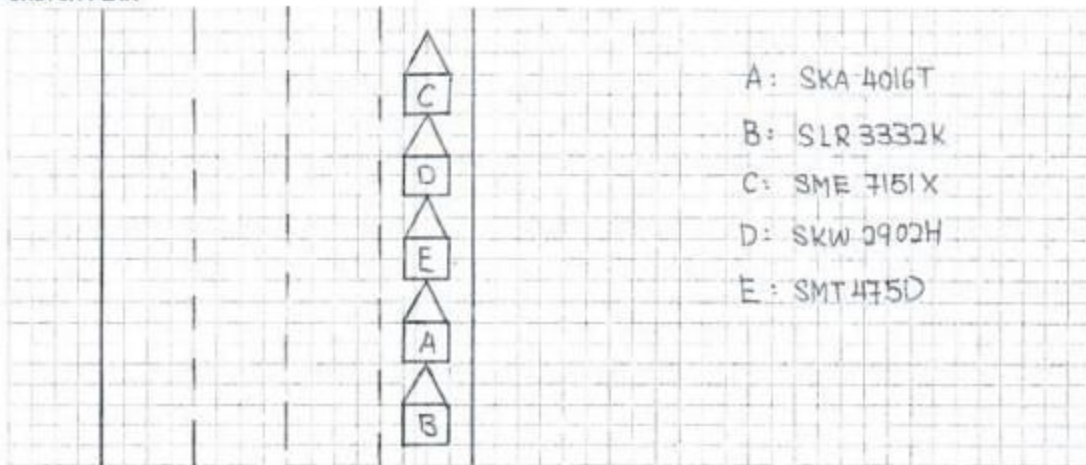 C
D
E
A
B
A: SKA 4016T
B: SLR 3332K
C: SME 7151X
D: SKW 2902H
E: SMT 475D